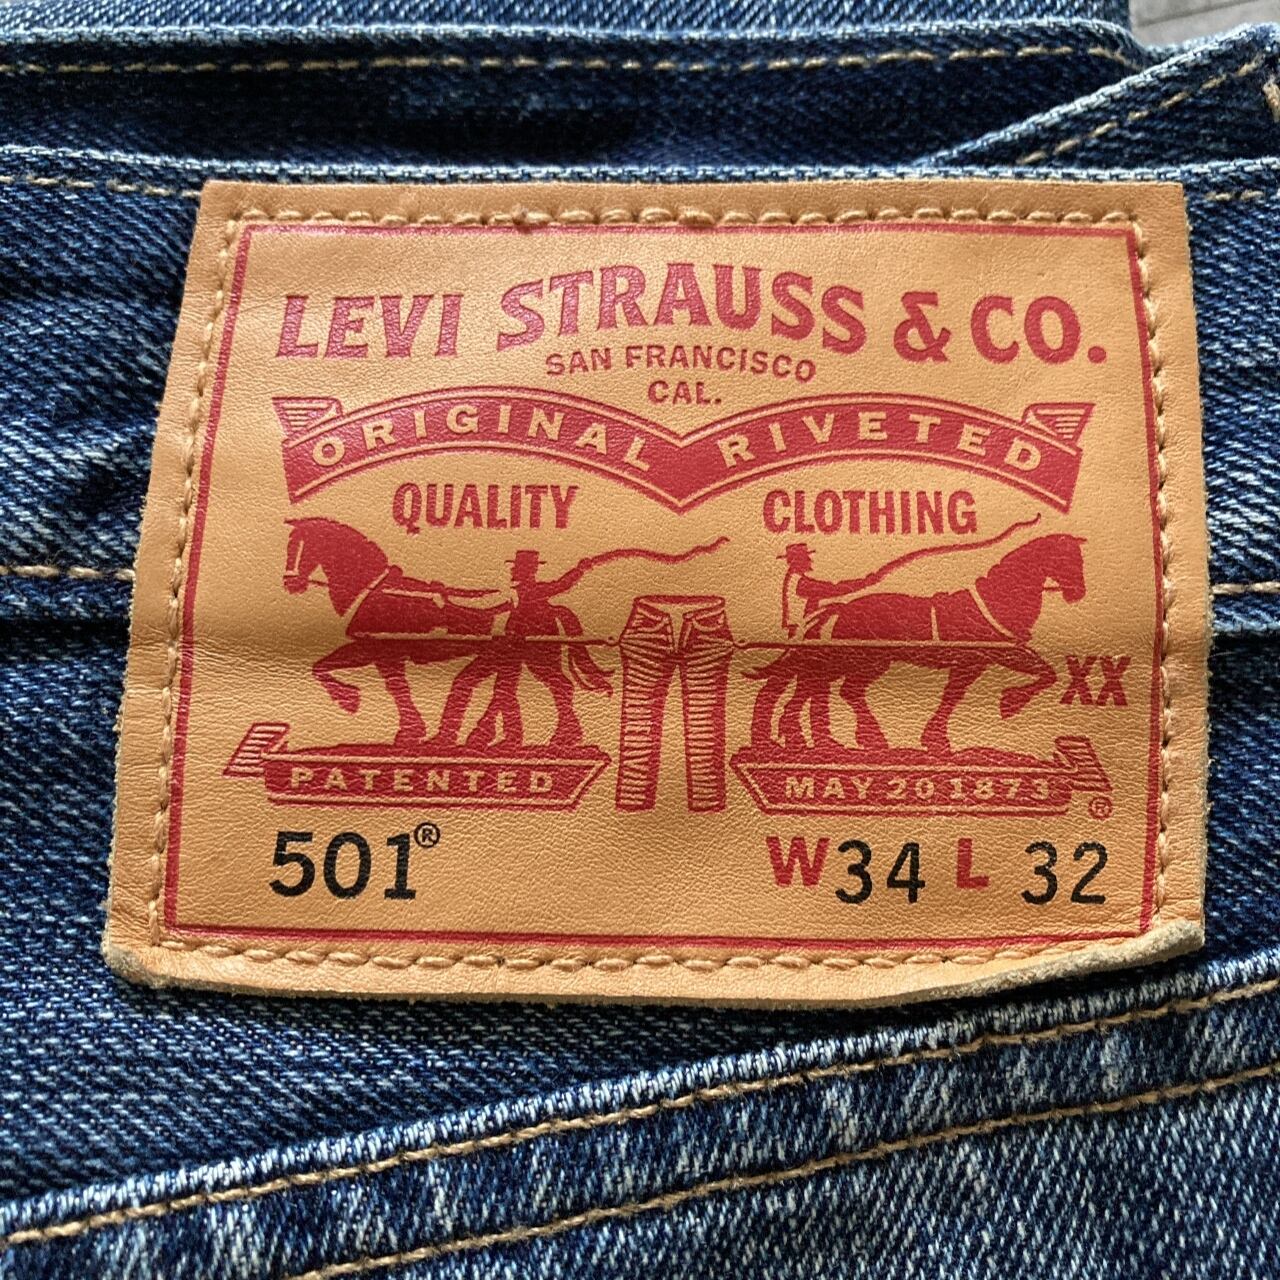 LEVI STRAUSS & CO.
SAN FRANCISCO
CAL.
ORIGINAL RIVETED
QUALITY CLOTHING
XX
PATENTED MAY 20 1873 ®
501® W34 L 32